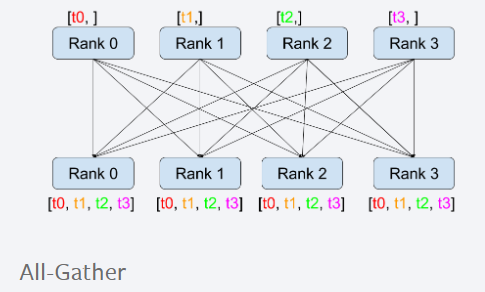 [t0, ] [t1,] [t2,] [t3, ]
Rank 0 Rank 1 Rank 2 Rank 3
Rank 0 Rank 1 Rank 2 Rank 3
[t0, t1, t2, t3] [t0, t1, t2, t3] [t0, t1, t2, t3] [t0, t1, t2, t3]
All-Gather